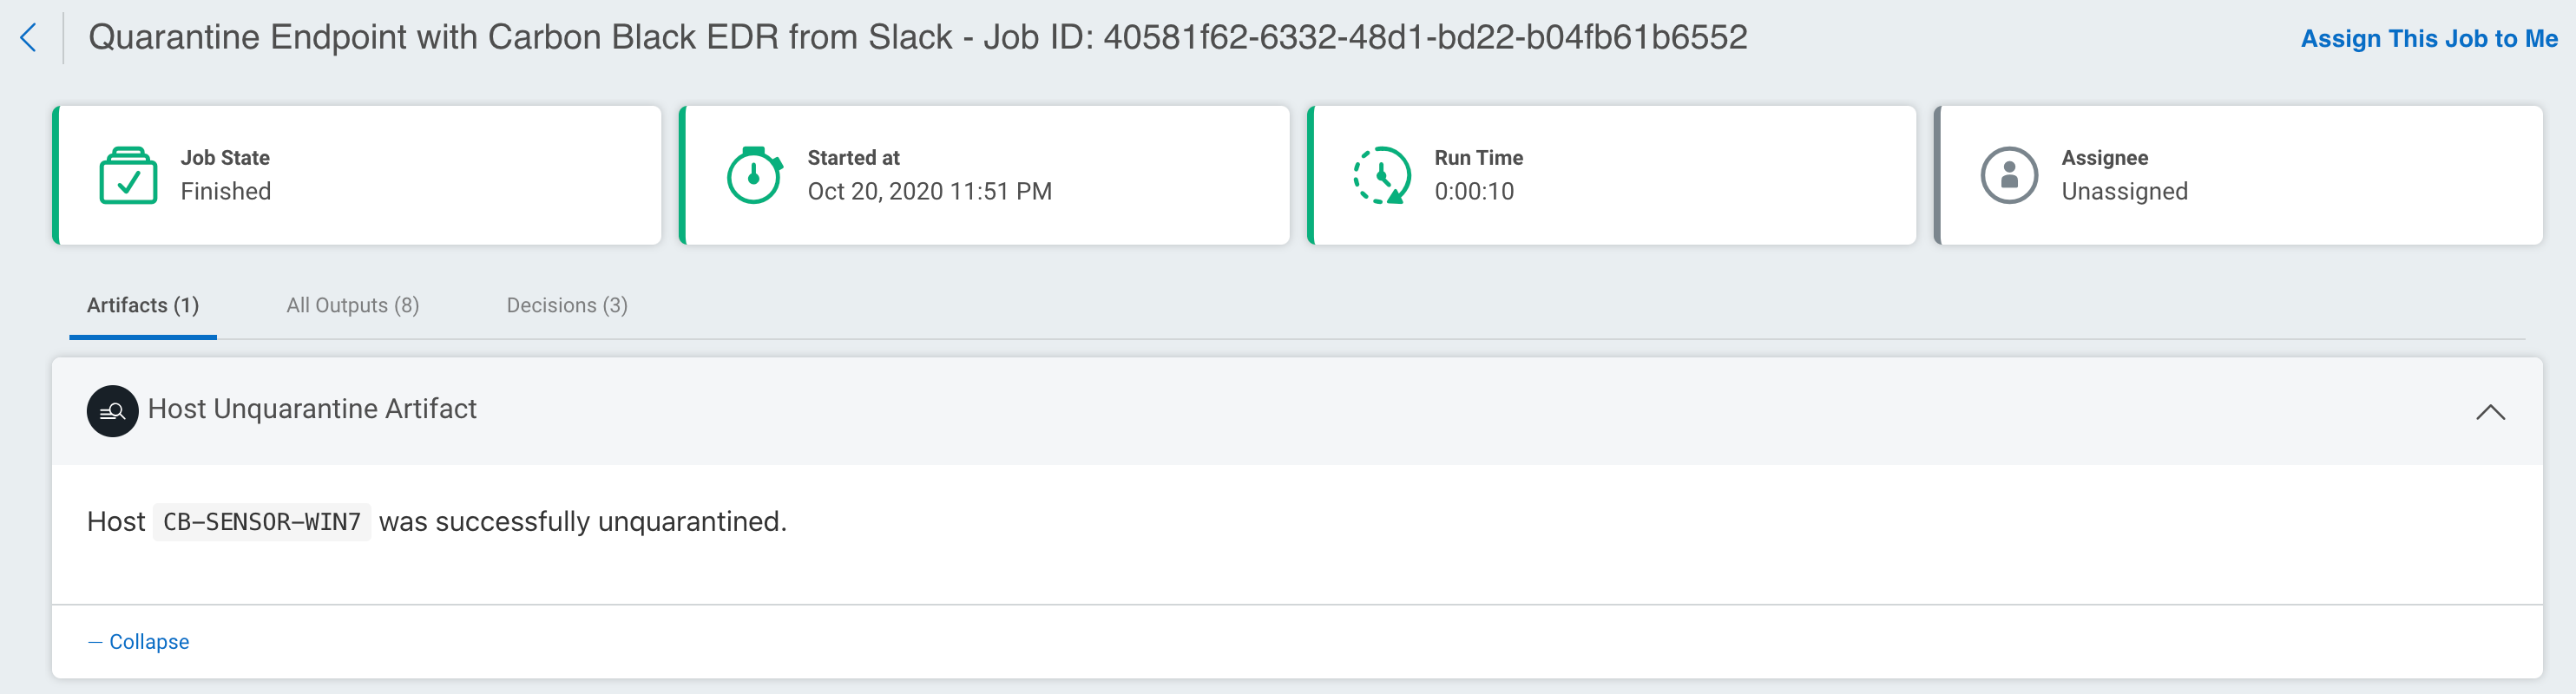 Quarantine Endpoint with Carbon Black EDR from Slack - Job ID: 40581f62-6332-48d1-bd22-b04fb61b6552
Assign This Job to Me
Job State
Finished
Started at
Oct 20, 2020 11:51 PM
Run Time
0:00:10
Assignee
Unassigned
Artifacts (1)
All Outputs (8)
Decisions (3)
Host Unquarantine Artifact
Host CB-SENSOR-WIN7 was successfully unquarantined.
— Collapse